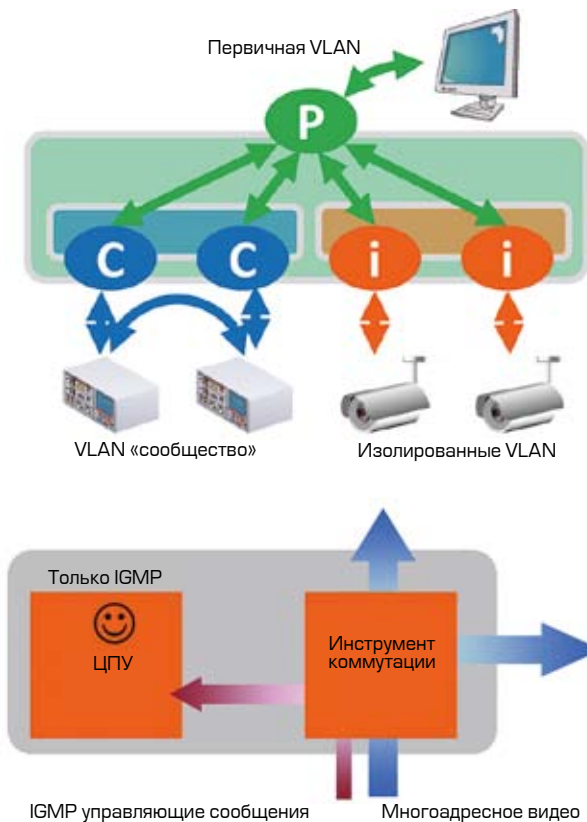 Первичная VLAN
P
C
C
i
i
VLAN «сообщество»
Изолированные VLAN
Только IGMP
ЦПУ
Инструмент
коммутации
IGMP управляющие сообщения
Многоадресное видео